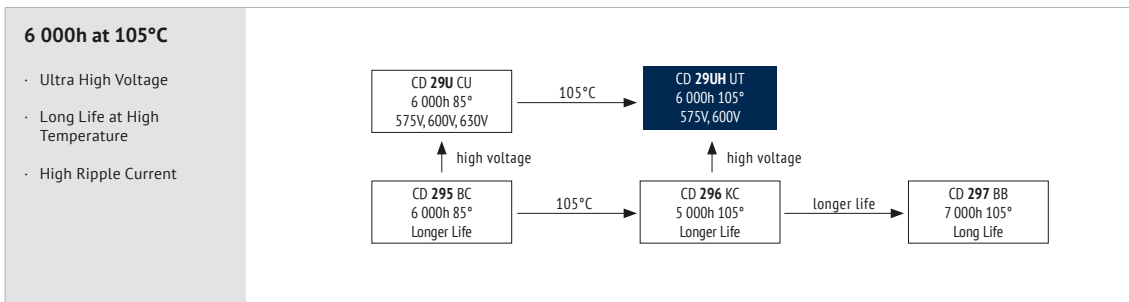 6 000h at 105°C
· Ultra High Voltage
· Long Life at High
Temperature
· High Ripple Current
CD 29U CU
6 000h 85°
575V, 600V, 630V
105°C
CD 29UH UT
6 000h 105°
575V, 600V
high voltage
high voltage
CD 295 BC
6 000h 85°
Longer Life
105°C
CD 296 KC
5 000h 105°
Longer Life
longer life
CD 297 BB
7 000h 105°
Long Life